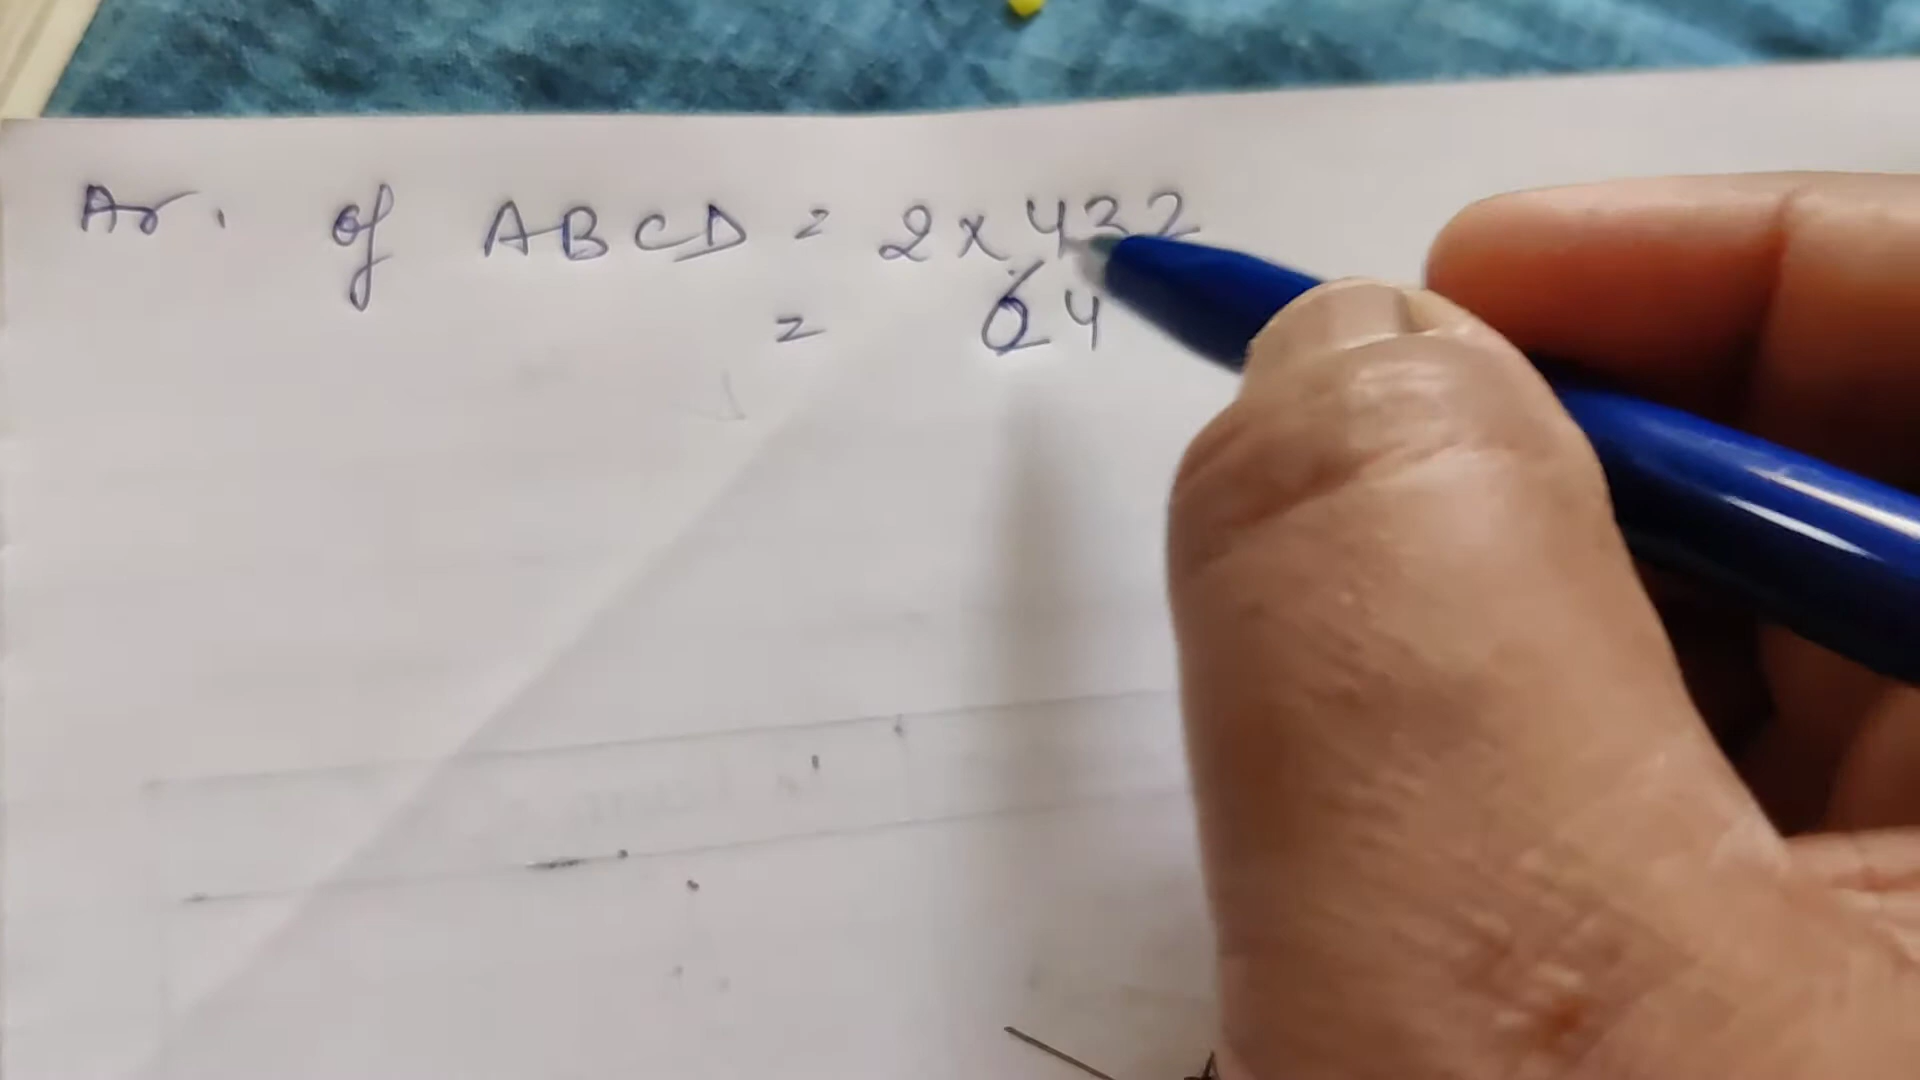 Ar. of ABCD = 2 x 432
= 64